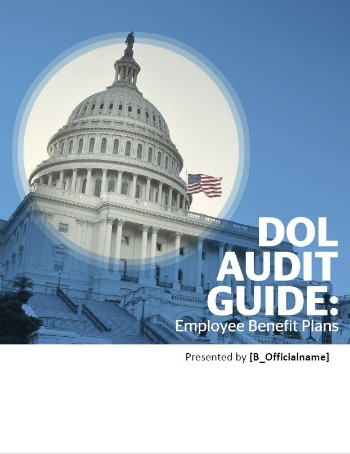 DOL
AUDIT
GUIDE:
Employee Benefit Plans
Presented by [B_Officialname]